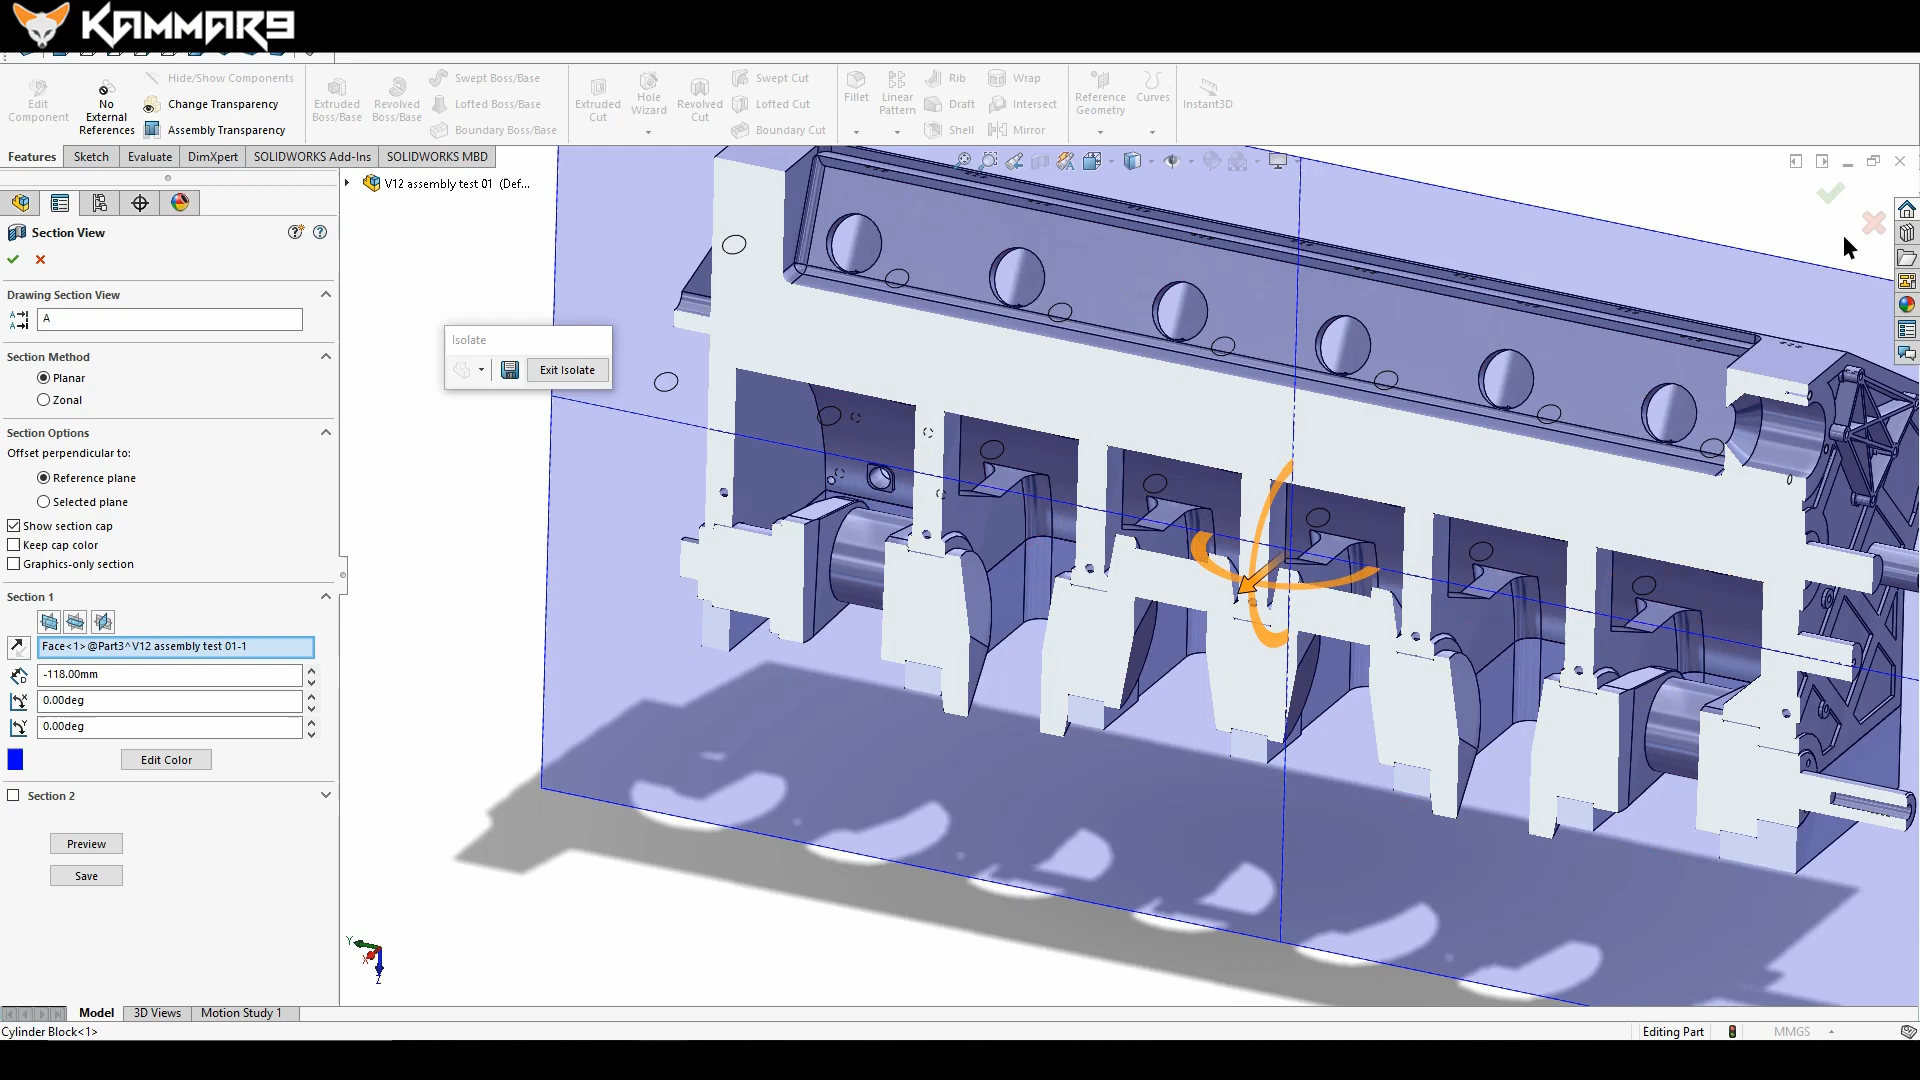 KAMMAR9
Edit
Component
No
External
References
Hide/Show Components
Change Transparency
Assembly Transparency
Extruded
Boss/Base
Revolved
Boss/Base
Swept Boss/Base
Lofted Boss/Base
Boundary Boss/Base
Extruded
Cut
Hole
Wizard
Revolved
Cut
Swept Cut
Lofted Cut
Boundary Cut
Fillet
Linear
Pattern
Rib
Draft
Shell
Wrap
Intersect
Mirror
Reference
Geometry
Curves
Instant3D
Features
Sketch
Evaluate
DimXpert
SOLIDWORKS Add-Ins
SOLIDWORKS MBD
V12 assembly test 01 (Def...
Section View
Drawing Section View
A
Section Method
Planar
Zonal
Section Options
Offset perpendicular to:
Reference plane
Selected plane
Show section cap
Keep cap color
Graphics-only section
Section 1
Face<1>@Part3^V12 assembly test 01-1
-118.00mm
0.00deg
0.00deg
Edit Color
Section 2
Preview
Save
Isolate
Exit Isolate
Y
X
Z
Model
3D Views
Motion Study 1
Cylinder Block<1>
Editing Part
MMGS